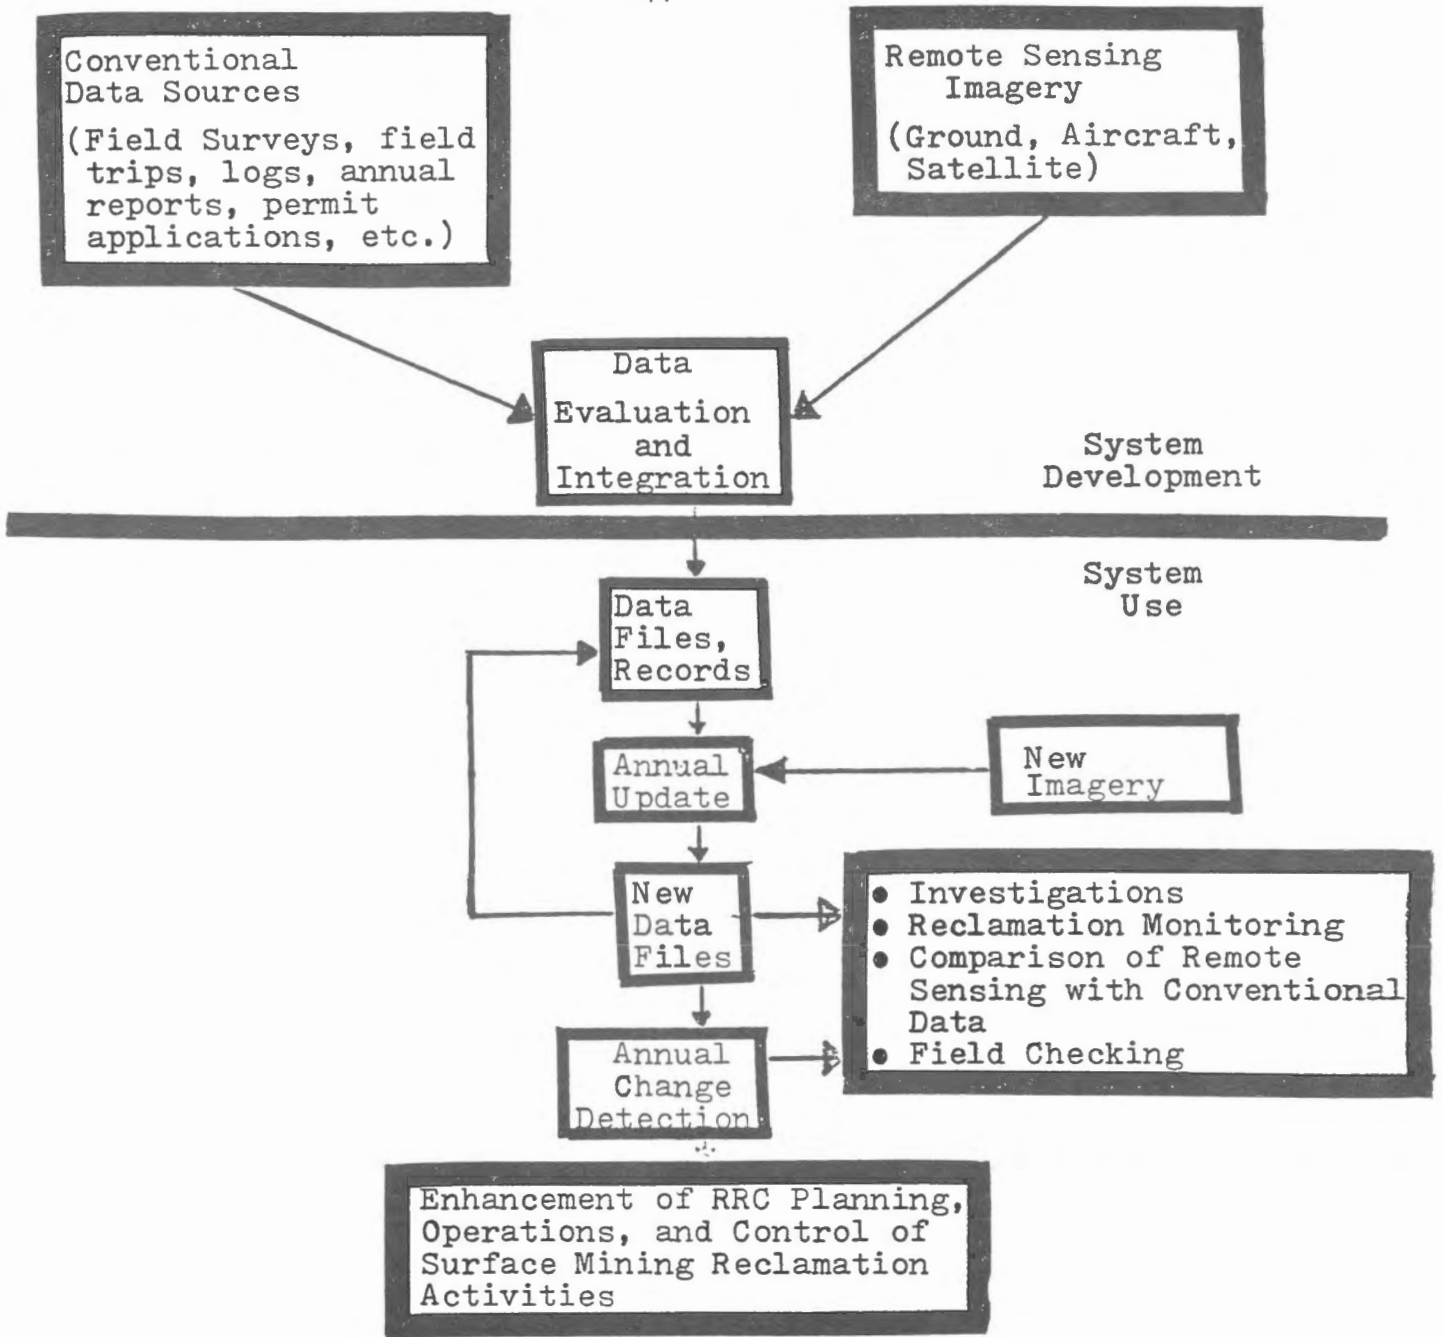 Conventional
Data Sources
(Field Surveys, field
trips, logs, annual
reports, permit
applications, etc.)
Remote Sensing
Imagery
(Ground, Aircraft,
Satellite)
Data
Evaluation
and
Integration
System
Development
System
Use
Data
Files,
Records
Annual
Update
New
Imagery
New
Data
Files
• Investigations
• Reclamation Monitoring
• Comparison of Remote
Sensing with Conventional
Data
• Field Checking
Annual
Change
Detection
Enhancement of RRC Planning,
Operations, and Control of
Surface Mining Reclamation
Activities